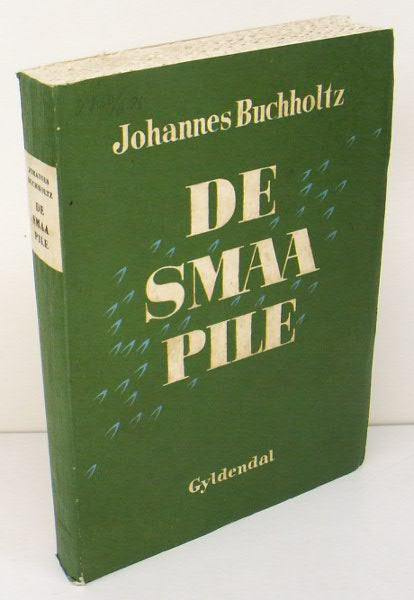 Johannes Buchholtz
DE
SMAA
PILE
Gyldendal
JOHANNES
BUCHHOLTZ
DE
SMAA
PILE